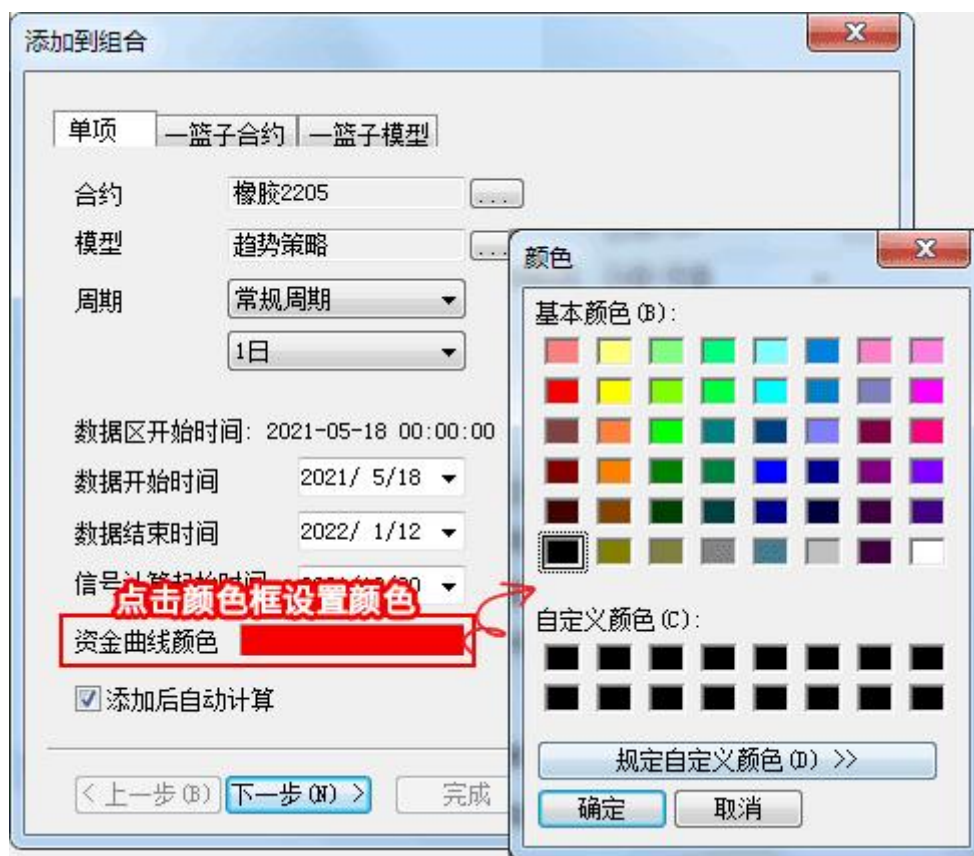 添加到组合
单项 一篮子合约 一篮子模型
合约 橡胶2205 ...
模型 趋势策略 ...
周期 常规周期
1日
数据区开始时间: 2021-05-18 00:00:00
数据开始时间 2021/ 5/18
数据结束时间 2022/ 1/12
点击颜色框设置颜色
资金曲线颜色
添加后自动计算
<上一步(B) 下一步(N) > 完成
颜色
基本颜色(B):
自定义颜色(C):
规定自定义颜色(D) >>
确定 取消